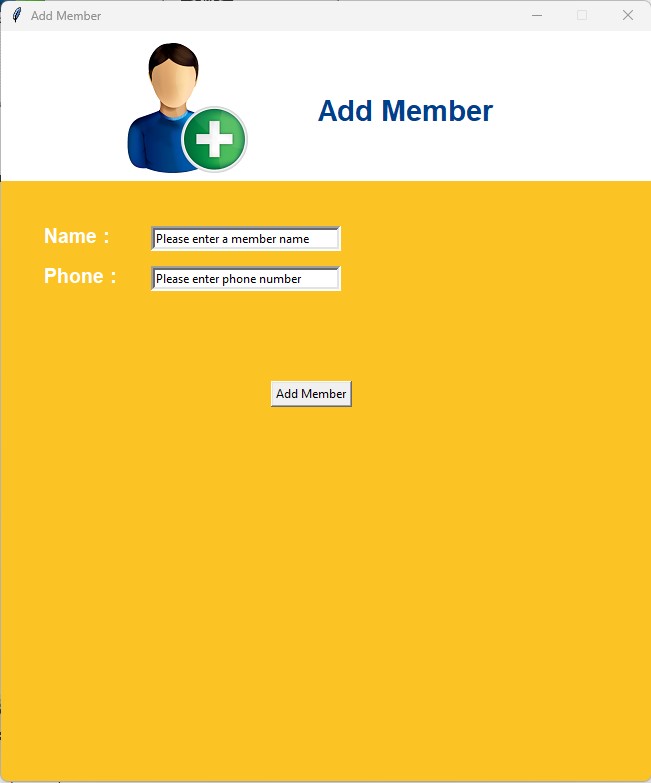 Add Member
Add Member
Name :
Please enter a member name
Phone :
Please enter phone number
Add Member